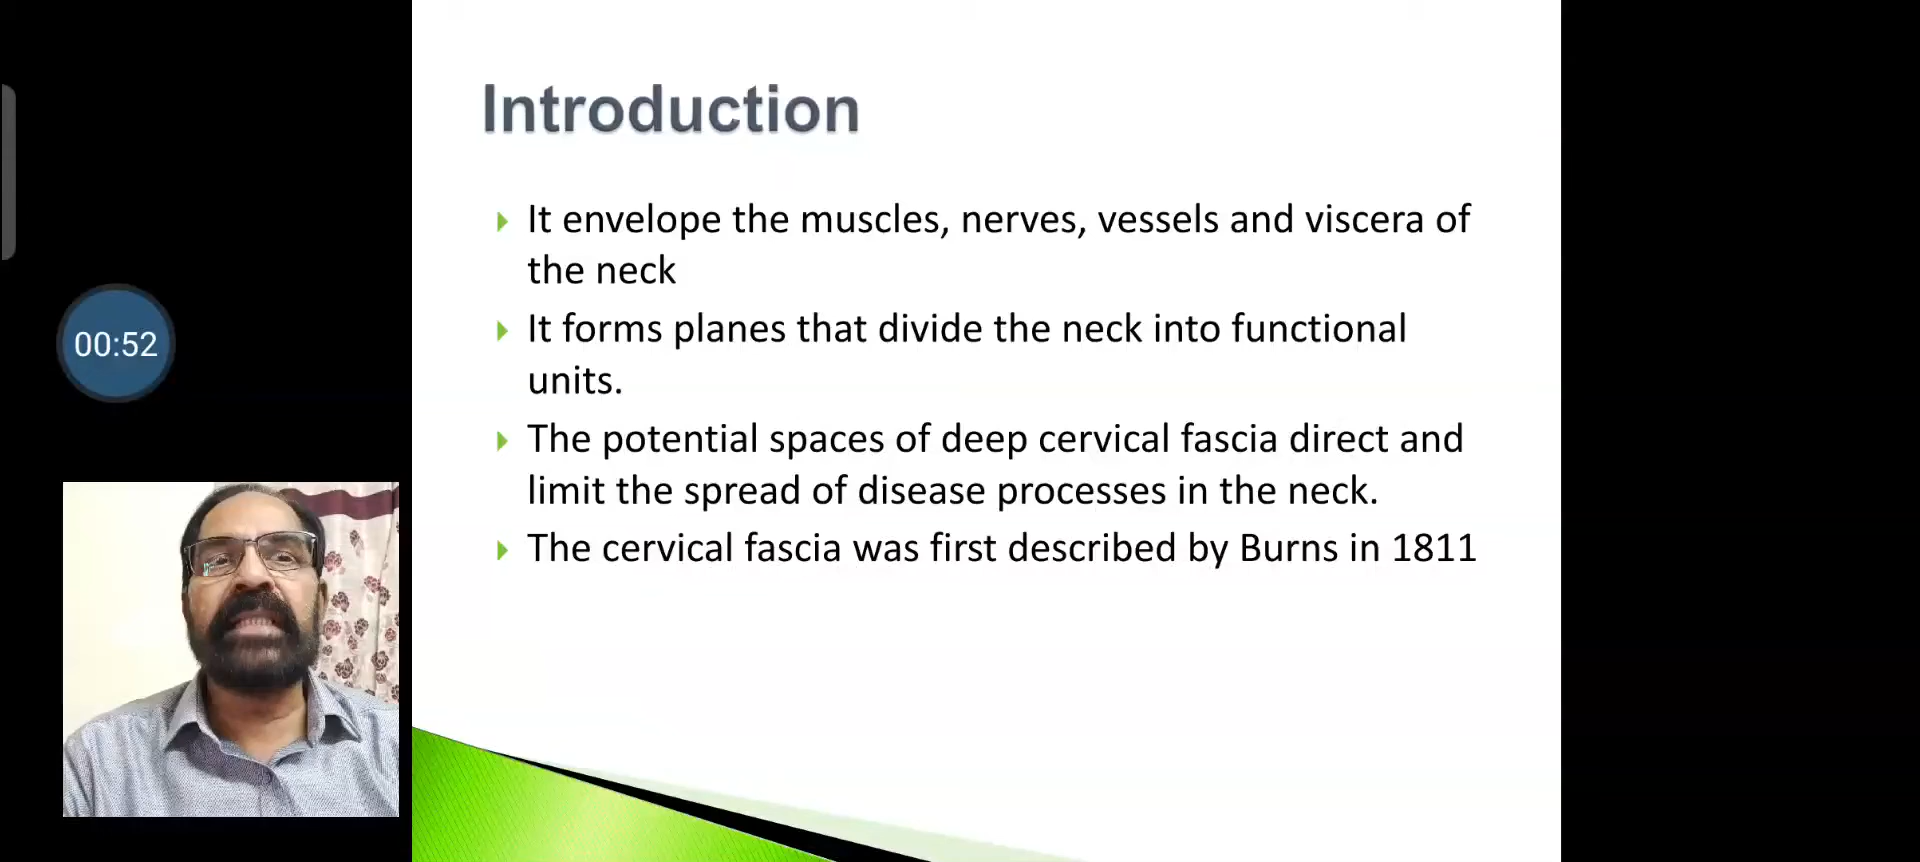 Introduction
It envelope the muscles, nerves, vessels and viscera of
the neck
It forms planes that divide the neck into functional
units.
The potential spaces of deep cervical fascia direct and
limit the spread of disease processes in the neck.
The cervical fascia was first described by Burns in 1811
00:52